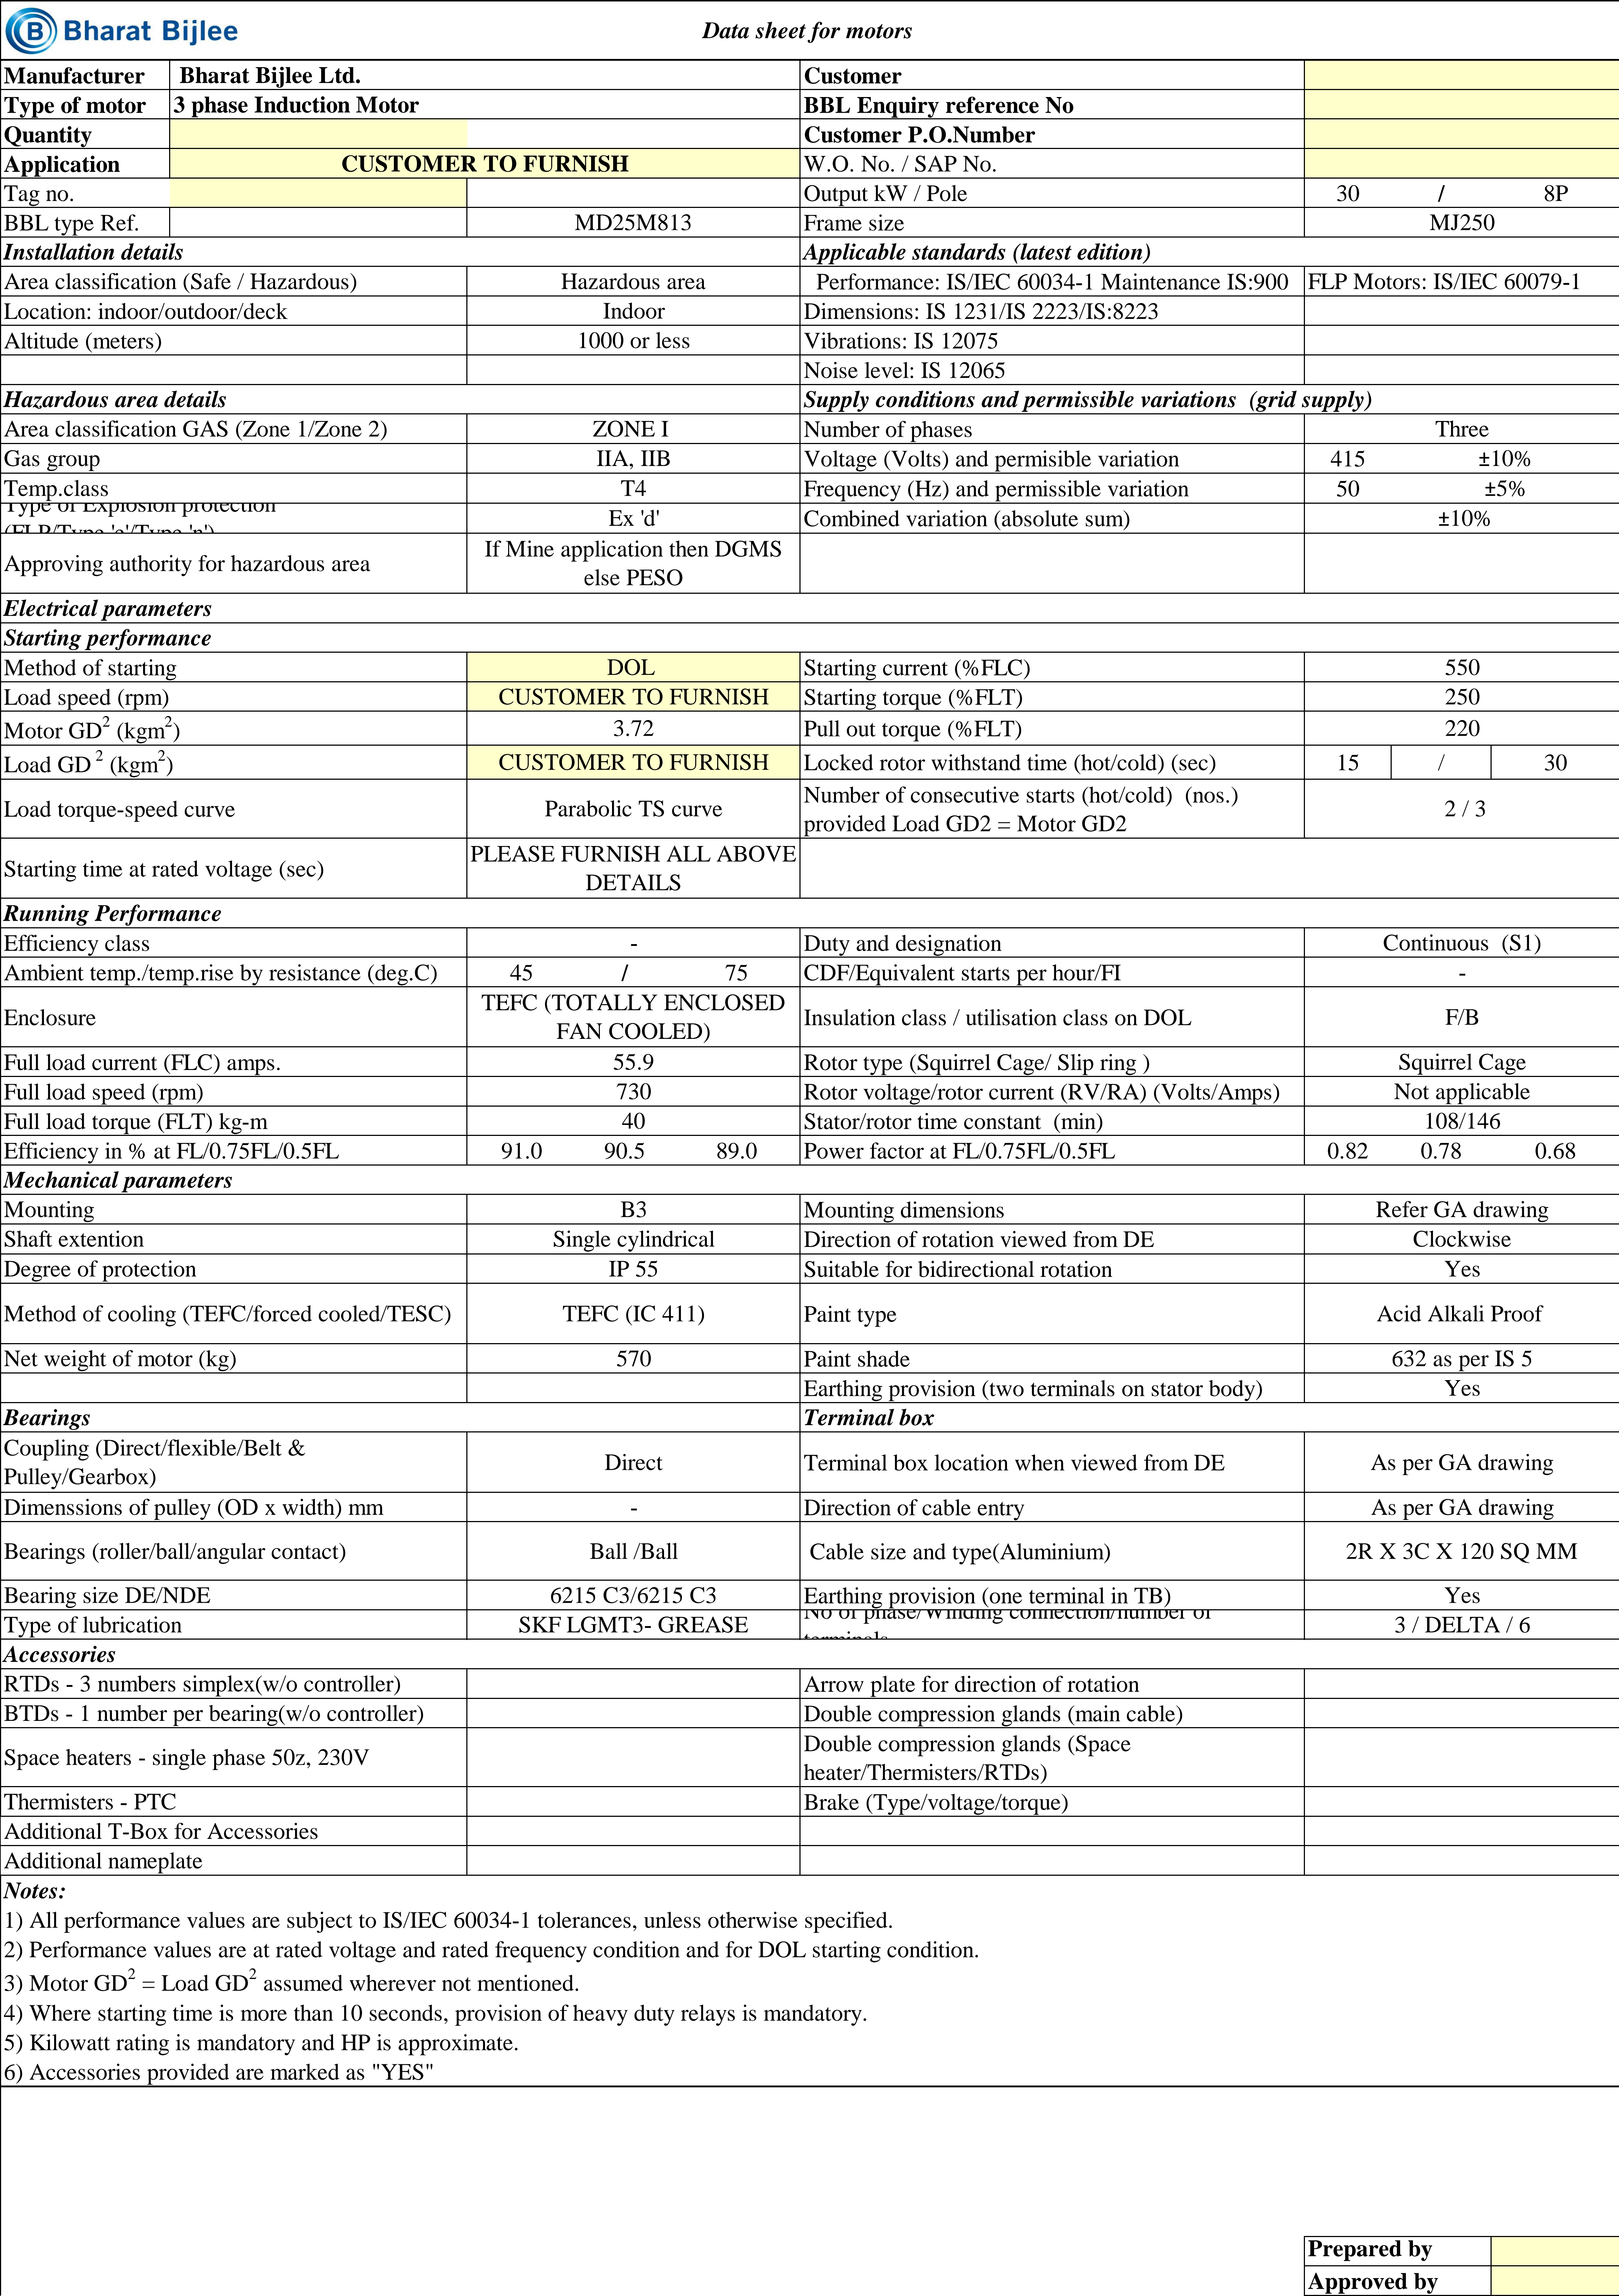 B Bharat Bijlee
Data sheet for motors
Manufacturer Bharat Bijlee Ltd. Customer
Type of motor 3 phase Induction Motor BBL Enquiry reference No
Quantity Customer P.O.Number
Application CUSTOMER TO FURNISH W.O. No. / SAP No.
Tag no. Output kW / Pole 30 / 8P
BBL type Ref. MD25M813 Frame size MJ250
Installation details Applicable standards (latest edition)
Area classification (Safe / Hazardous) Hazardous area Performance: IS/IEC 60034-1 Maintenance IS:900 FLP Motors: IS/IEC 60079-1
Location: indoor/outdoor/deck Indoor Dimensions: IS 1231/IS 2223/IS:8223
Altitude (meters) 1000 or less Vibrations: IS 12075
Noise level: IS 12065
Hazardous area details Supply conditions and permissible variations (grid supply)
Area classification GAS (Zone 1/Zone 2) ZONE I Number of phases Three
Gas group IIA, IIB Voltage (Volts) and permisible variation 415 ±10%
Temp.class T4 Frequency (Hz) and permissible variation 50 ±5%
Type of Explosion protection
(FLP/Type 'e'/Type 'n') Ex 'd' Combined variation (absolute sum) ±10%
Approving authority for hazardous area If Mine application then DGMS
else PESO
Electrical parameters
Starting performance
Method of starting DOL Starting current (%FLC) 550
Load speed (rpm) CUSTOMER TO FURNISH Starting torque (%FLT) 250
Motor GD² (kgm²) 3.72 Pull out torque (%FLT) 220
Load GD ² (kgm²) CUSTOMER TO FURNISH Locked rotor withstand time (hot/cold) (sec) 15 / 30
Load torque-speed curve Parabolic TS curve Number of consecutive starts (hot/cold) (nos.)
provided Load GD2 = Motor GD2 2 / 3
Starting time at rated voltage (sec) PLEASE FURNISH ALL ABOVE
DETAILS
Running Performance
Efficiency class - Duty and designation Continuous (S1)
Ambient temp./temp.rise by resistance (deg.C) 45 / 75 CDF/Equivalent starts per hour/FI -
Enclosure TEFC (TOTALLY ENCLOSED
FAN COOLED) Insulation class / utilisation class on DOL F/B
Full load current (FLC) amps. 55.9 Rotor type (Squirrel Cage/ Slip ring ) Squirrel Cage
Full load speed (rpm) 730 Rotor voltage/rotor current (RV/RA) (Volts/Amps) Not applicable
Full load torque (FLT) kg-m 40 Stator/rotor time constant (min) 108/146
Efficiency in % at FL/0.75FL/0.5FL 91.0 90.5 89.0 Power factor at FL/0.75FL/0.5FL 0.82 0.78 0.68
Mechanical parameters
Mounting B3 Mounting dimensions Refer GA drawing
Shaft extention Single cylindrical Direction of rotation viewed from DE Clockwise
Degree of protection IP 55 Suitable for bidirectional rotation Yes
Method of cooling (TEFC/forced cooled/TESC) TEFC (IC 411) Paint type Acid Alkali Proof
Net weight of motor (kg) 570 Paint shade 632 as per IS 5
Earthing provision (two terminals on stator body) Yes
Bearings Terminal box
Coupling (Direct/flexible/Belt &
Pulley/Gearbox) Direct Terminal box location when viewed from DE As per GA drawing
Dimenssions of pulley (OD x width) mm - Direction of cable entry As per GA drawing
Bearings (roller/ball/angular contact) Ball /Ball Cable size and type(Aluminium) 2R X 3C X 120 SQ MM
Bearing size DE/NDE 6215 C3/6215 C3 Earthing provision (one terminal in TB) Yes
Type of lubrication SKF LGMT3- GREASE No of phase/Winding connection/number of
terminals 3 / DELTA / 6
Accessories
RTDs - 3 numbers simplex(w/o controller) Arrow plate for direction of rotation
BTDs - 1 number per bearing(w/o controller) Double compression glands (main cable)
Space heaters - single phase 50z, 230V Double compression glands (Space
heater/Thermisters/RTDs)
Thermisters - PTC Brake (Type/voltage/torque)
Additional T-Box for Accessories
Additional nameplate
Notes:
1) All performance values are subject to IS/IEC 60034-1 tolerances, unless otherwise specified.
2) Performance values are at rated voltage and rated frequency condition and for DOL starting condition.
3) Motor GD² = Load GD² assumed wherever not mentioned.
4) Where starting time is more than 10 seconds, provision of heavy duty relays is mandatory.
5) Kilowatt rating is mandatory and HP is approximate.
6) Accessories provided are marked as "YES"
Prepared by
Approved by